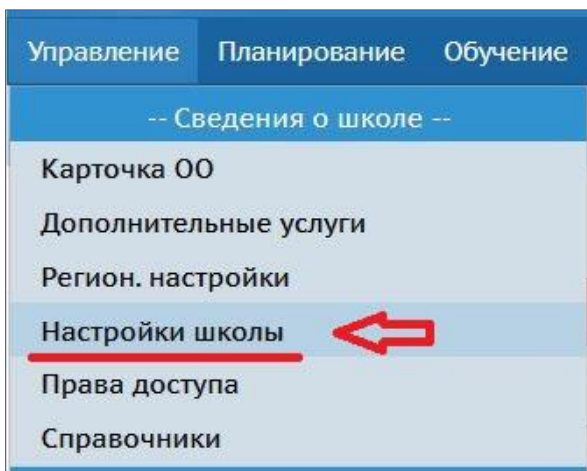 Управление Планирование Обучение
-- Сведения о школе --
Карточка ОО
Дополнительные услуги
Регион. настройки
Настройки школы
Права доступа
Справочники